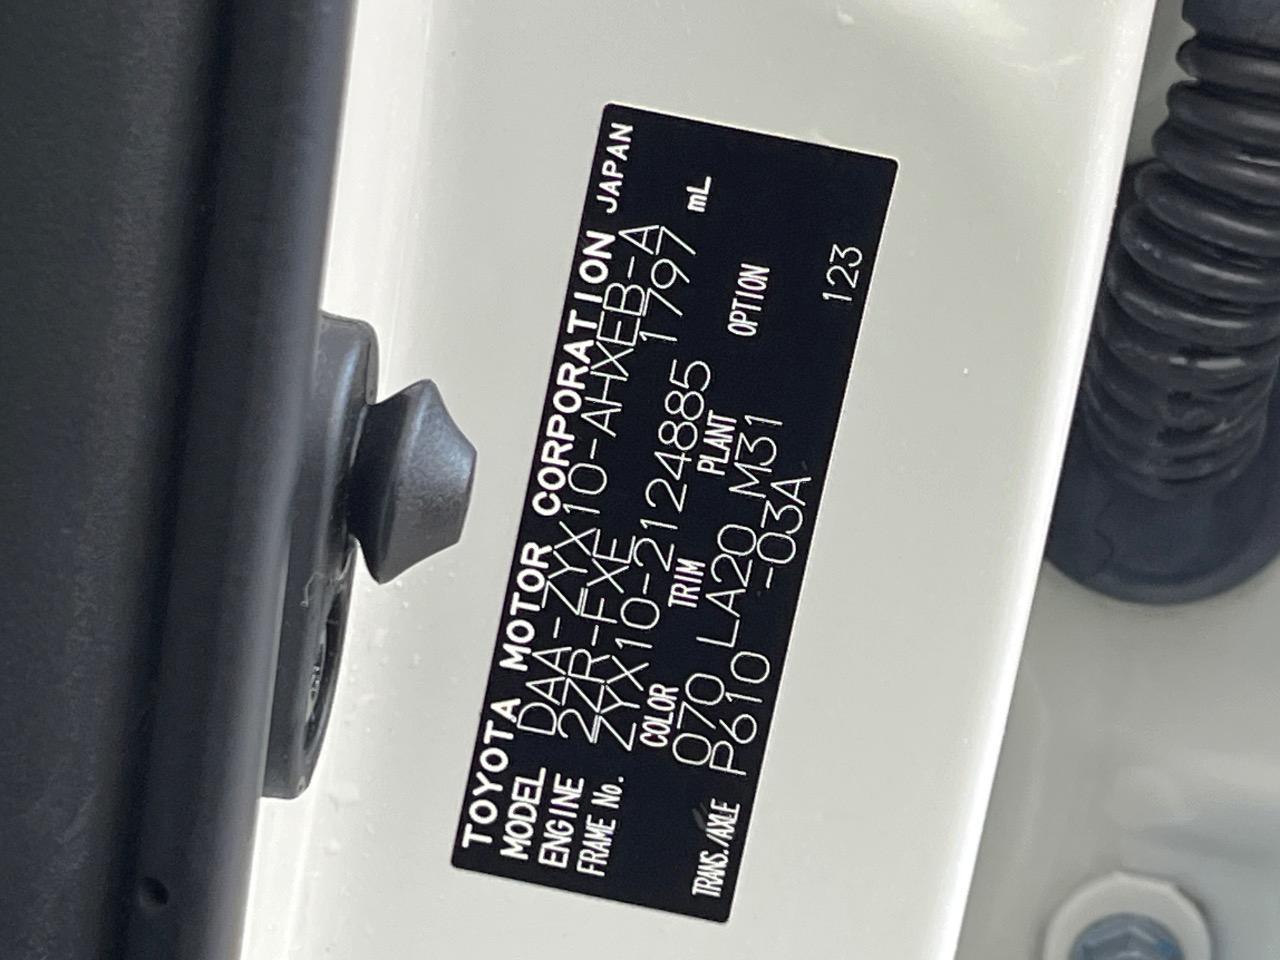 TOYOTA MOTOR CORPORATION JAPAN
MODEL DAA-ZYX10-AHXEB-A
ENGINE 2ZR-FXE 1797 mL
FRAME No. ZYX10-2124885
COLOR TRIM PLANT OPTION
070 LA20 M31
TRANS./AXLE P610 -03A 123